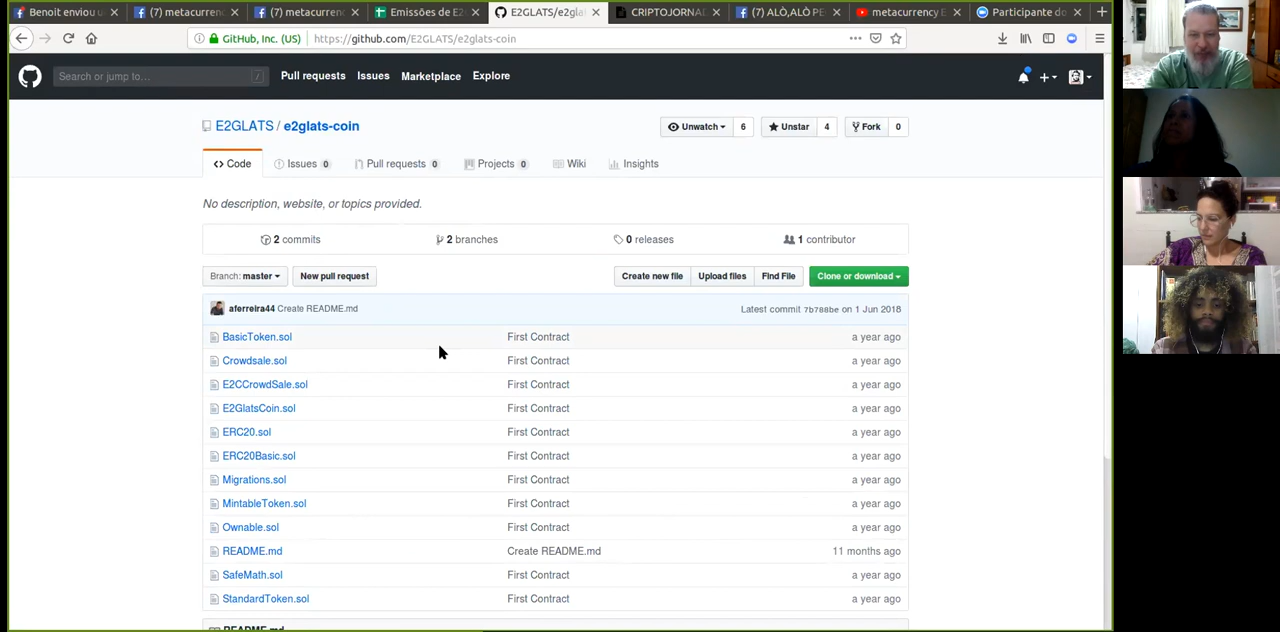 Benoit enviou u
(7) metacurrenc
(7) metacurrenc
Emissões de E2
E2GLATS/e2glat
CRIPTOJORNA
(7) ALÔ,ALÔ PE
metacurrency E
Participante do
GitHub, Inc. (US)
https://github.com/E2GLATS/e2glats-coin
Search or jump to… /
Pull requests Issues Marketplace Explore
E2GLATS / e2glats-coin
Unwatch 6 Unstar 4 Fork 0
Code Issues 0 Pull requests 0 Projects 0 Wiki Insights
No description, website, or topics provided.
2 commits 2 branches 0 releases 1 contributor
Branch: master New pull request Create new file Upload files Find File Clone or download
aferreira44 Create README.md Latest commit 7b788be on 1 Jun 2018
BasicToken.sol First Contract a year ago
Crowdsale.sol First Contract a year ago
E2CCrowdSale.sol First Contract a year ago
E2GlatsCoin.sol First Contract a year ago
ERC20.sol First Contract a year ago
ERC20Basic.sol First Contract a year ago
Migrations.sol First Contract a year ago
MintableToken.sol First Contract a year ago
Ownable.sol First Contract a year ago
README.md Create README.md 11 months ago
SafeMath.sol First Contract a year ago
StandardToken.sol First Contract a year ago
README.md